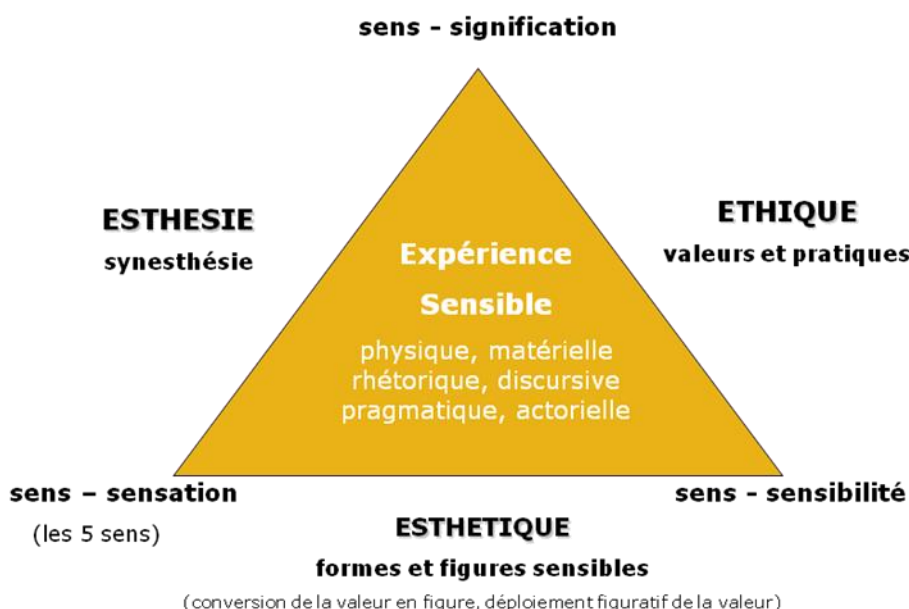 sens - signification
ESTHESIE
synesthésie
ETHIQUE
valeurs et pratiques
Expérience
Sensible
physique, matérielle
rhétorique, discursive
pragmatique, actorielle
sens – sensation
(les 5 sens)
sens - sensibilité
ESTHETIQUE
formes et figures sensibles
(conversion de la valeur en figure, déploiement figuratif de la valeur)